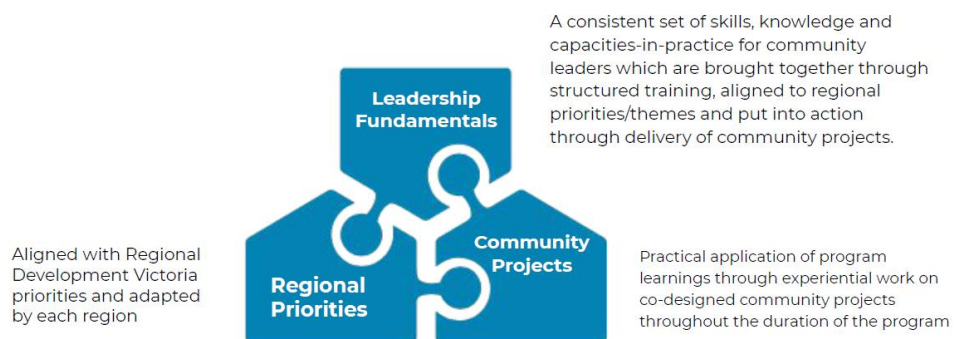 A consistent set of skills, knowledge and
capacities-in-practice for community
leaders which are brought together through
structured training, aligned to regional
priorities/themes and put into action
through delivery of community projects.
Leadership
Fundamentals
Aligned with Regional
Development Victoria
priorities and adapted
by each region
Regional
Priorities
Community
Projects
Practical application of program
learnings through experiential work on
co-designed community projects
throughout the duration of the program